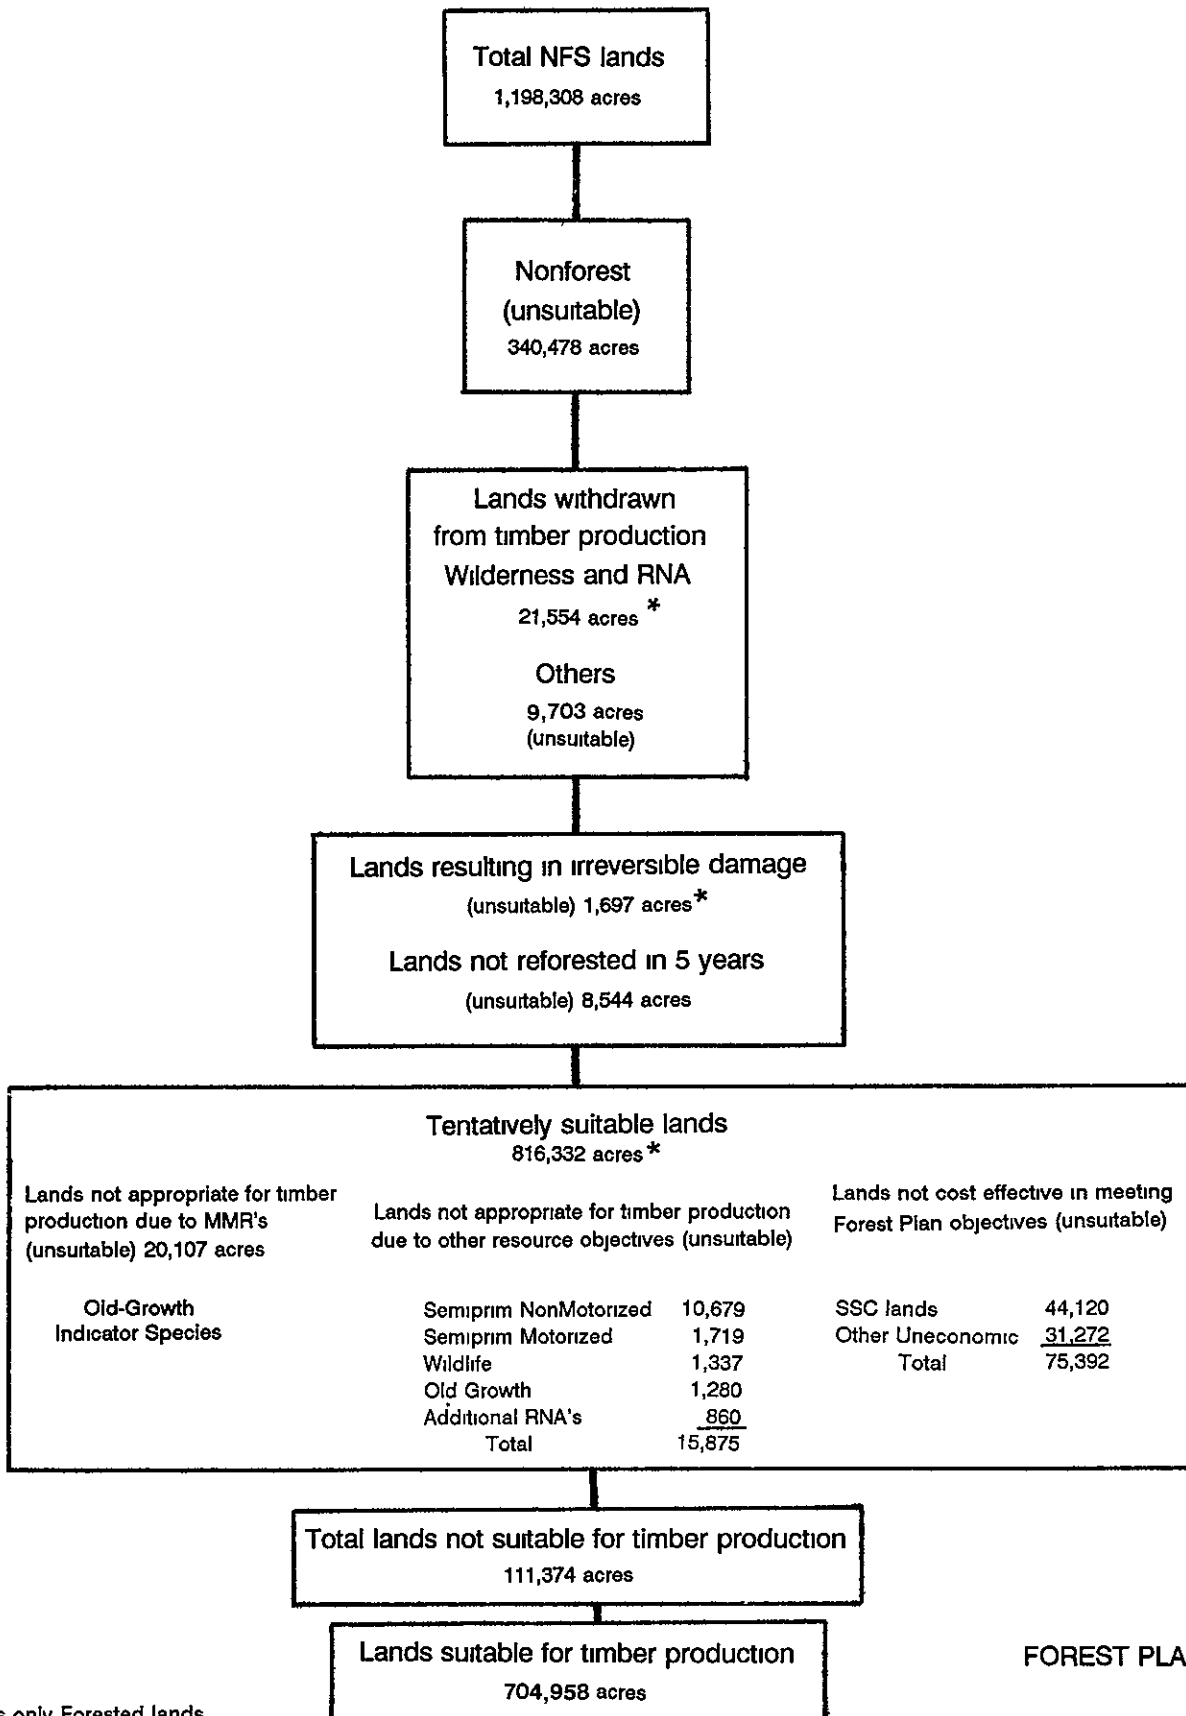 Total NFS lands
1,198,308 acres
Nonforest
(unsuitable)
340,478 acres
Lands withdrawn
from timber production
Wilderness and RNA
21,554 acres *
Others
9,703 acres
(unsuitable)
Lands resulting in irreversible damage
(unsuitable) 1,697 acres*
Lands not reforested in 5 years
(unsuitable) 8,544 acres
Tentatively suitable lands
816,332 acres*
Lands not appropriate for timber
production due to MMR's
(unsuitable) 20,107 acres
Old-Growth
Indicator Species
Lands not appropriate for timber production
due to other resource objectives (unsuitable)
Semiprim NonMotorized 10,679
Semiprim Motorized 1,719
Wildlife 1,337
Old Growth 1,280
Additional RNA's 860
Total 15,875
Lands not cost effective in meeting
Forest Plan objectives (unsuitable)
SSC lands 44,120
Other Uneconomic 31,272
Total 75,392
Total lands not suitable for timber production
111,374 acres
Lands suitable for timber production
704,958 acres
FOREST PLA
s only Forested lands